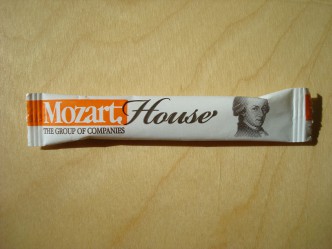 Mozart House
THE GROUP OF COMPANIES